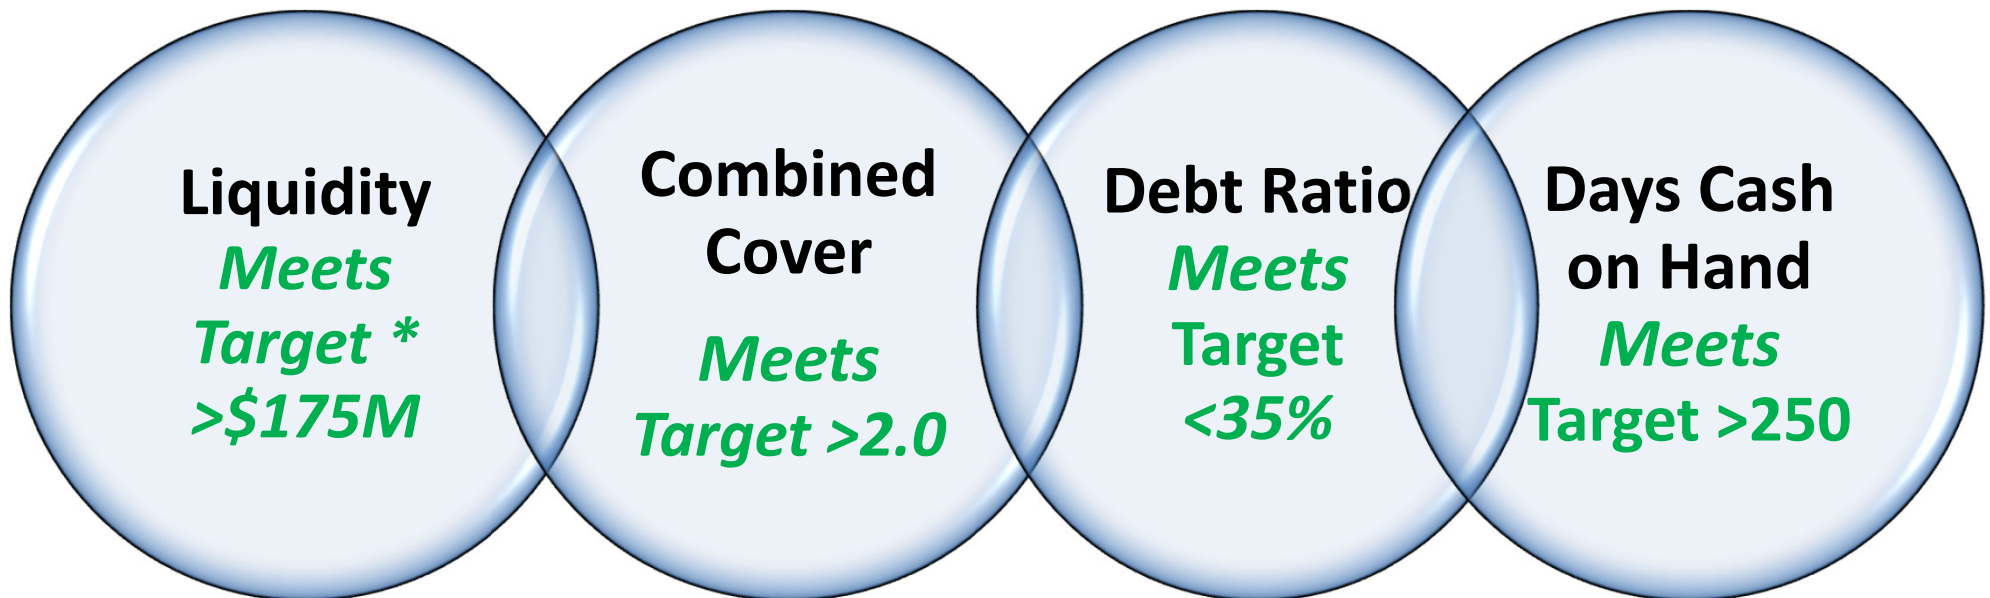 Liquidity
Meets
Target *
>$175M
Combined
Cover
Meets
Target >2.0
Debt Ratio
Meets
Target
<35%
Days Cash
on Hand
Meets
Target >250